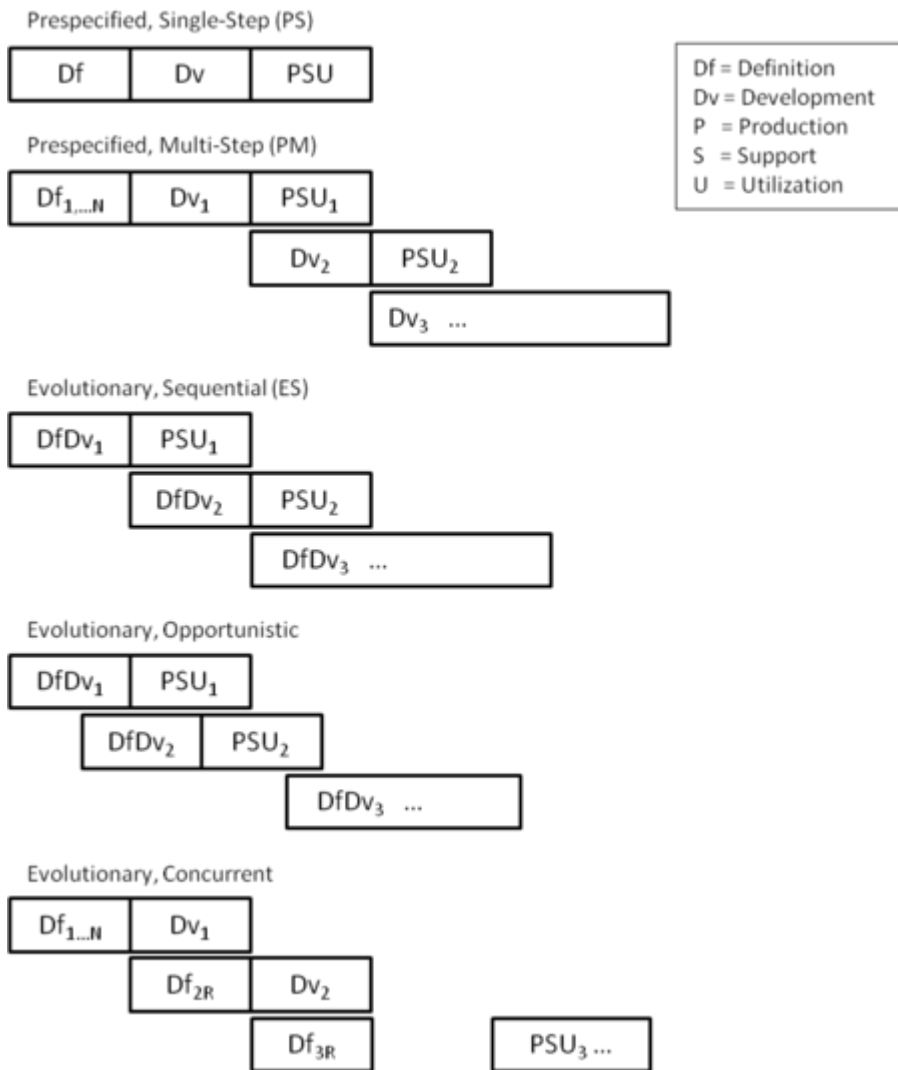 Prespecified, Single-Step (PS)
Df Dv PSU
Df = Definition
Dv = Development
P = Production
S = Support
U = Utilization
Prespecified, Multi-Step (PM)
Df1,...N Dv1 PSU1
Dv2 PSU2
Dv3 ...
Evolutionary, Sequential (ES)
DfDv1 PSU1
DfDv2 PSU2
DfDv3 ...
Evolutionary, Opportunistic
DfDv1 PSU1
DfDv2 PSU2
DfDv3 ...
Evolutionary, Concurrent
Df1...N Dv1
Df2R Dv2
Df3R PSU3 ...